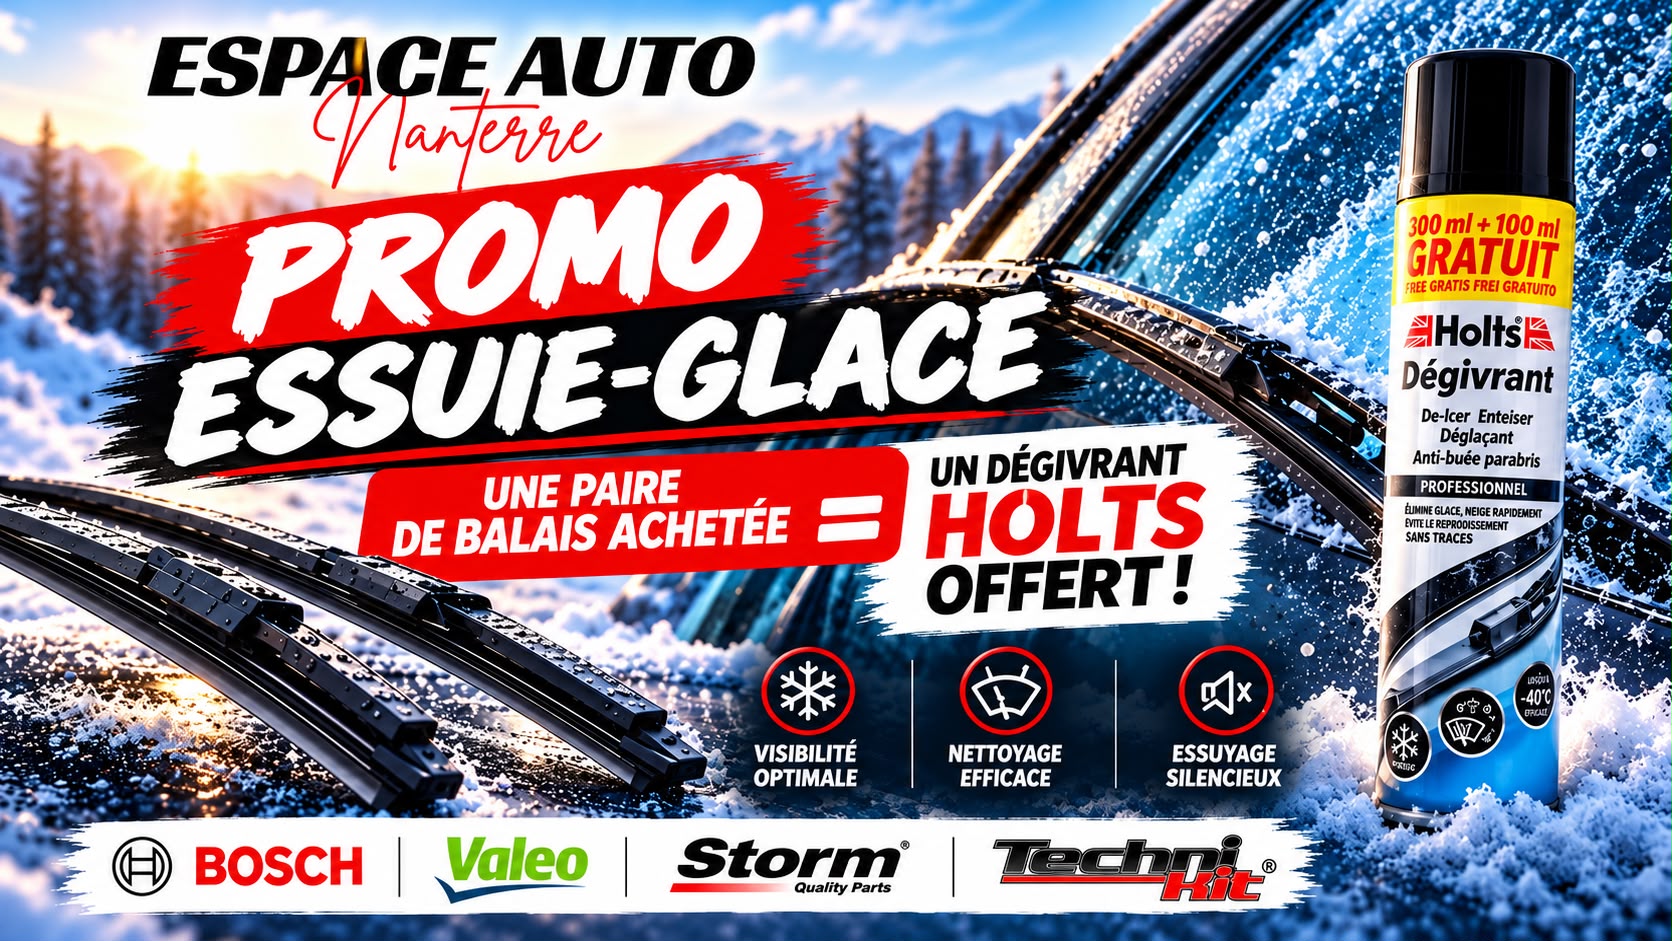 ESPACE AUTO
Nanterre
PROMO
ESSUIE-GLACE
UNE PAIRE
DE BALAIS ACHETÉE
=
UN DÉGIVRANT
HOLTS
OFFERT !
VISIBILITÉ
OPTIMALE
NETTOYAGE
EFFICACE
ESSUYAGE
SILENCIEUX
300 ml + 100 ml
GRATUIT
FREE GRATIS FREI GRATUITO
Holts®
Dégivrant
De-Icer Enteiser
Déglaçant
Anti-buée parabris
PROFESSIONNEL
ÉLIMINE GLACE, NEIGE RAPIDEMENT
ÉVITE LE REPRODISSEMENT
SANS TRACES
-40°C
BOSCH
Valeo
Storm®
Quality Parts
Techni
Kit®